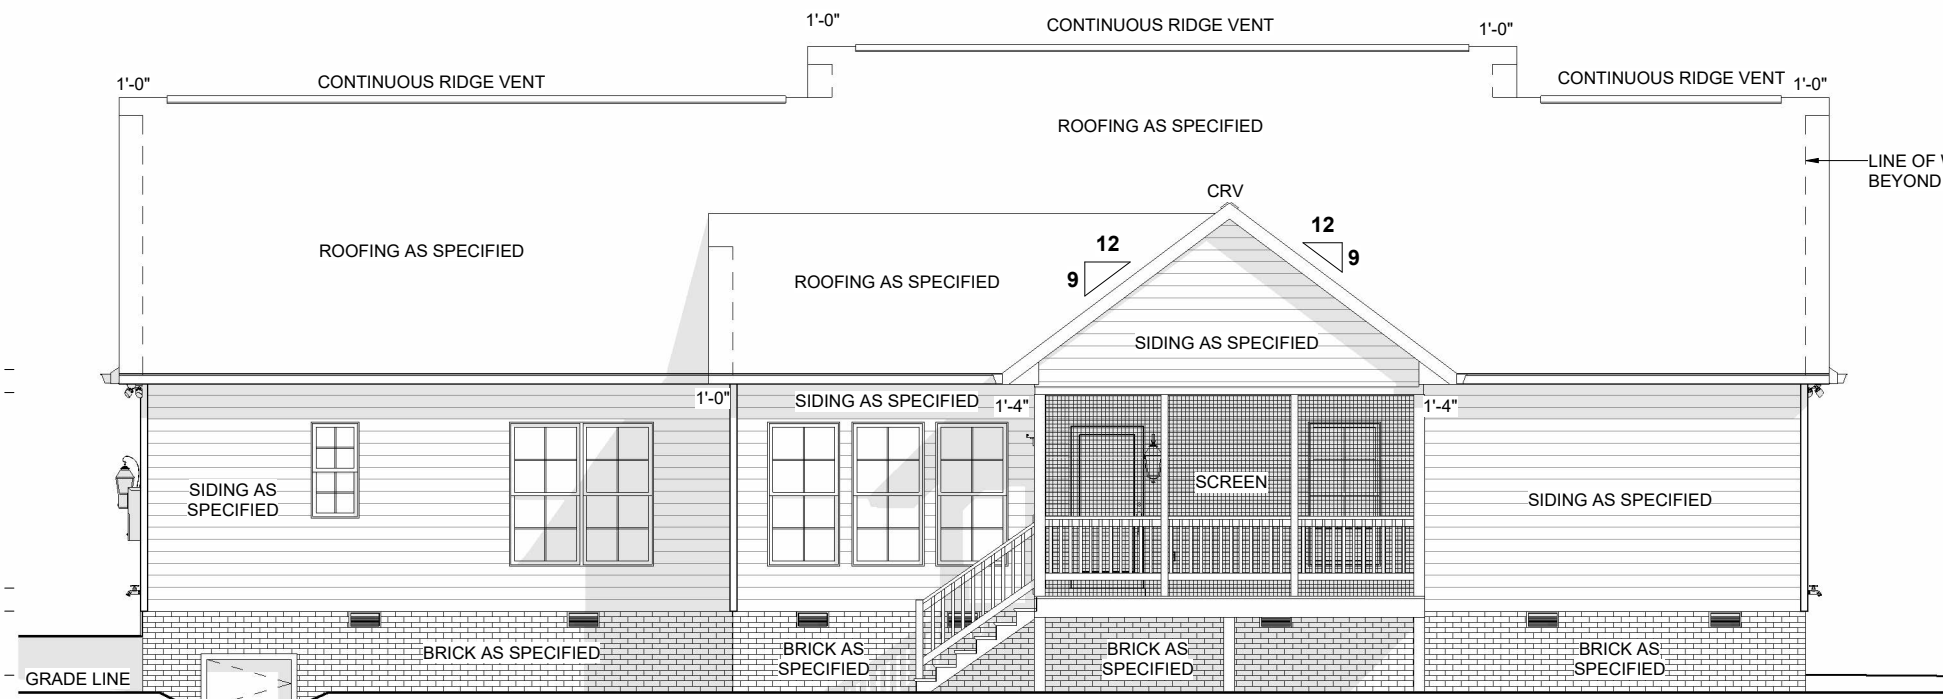 1'-0"
CONTINUOUS RIDGE VENT
1'-0"
1'-0"
CONTINUOUS RIDGE VENT
CONTINUOUS RIDGE VENT
1'-0"
ROOFING AS SPECIFIED
LINE OF
BEYOND
CRV
12
9
12
9
ROOFING AS SPECIFIED
ROOFING AS SPECIFIED
SIDING AS SPECIFIED
1'-0"
SIDING AS SPECIFIED
1'-4"
1'-4"
SIDING AS
SPECIFIED
SCREEN
SIDING AS SPECIFIED
BRICK AS SPECIFIED
BRICK AS
SPECIFIED
BRICK AS
SPECIFIED
BRICK AS
SPECIFIED
GRADE LINE